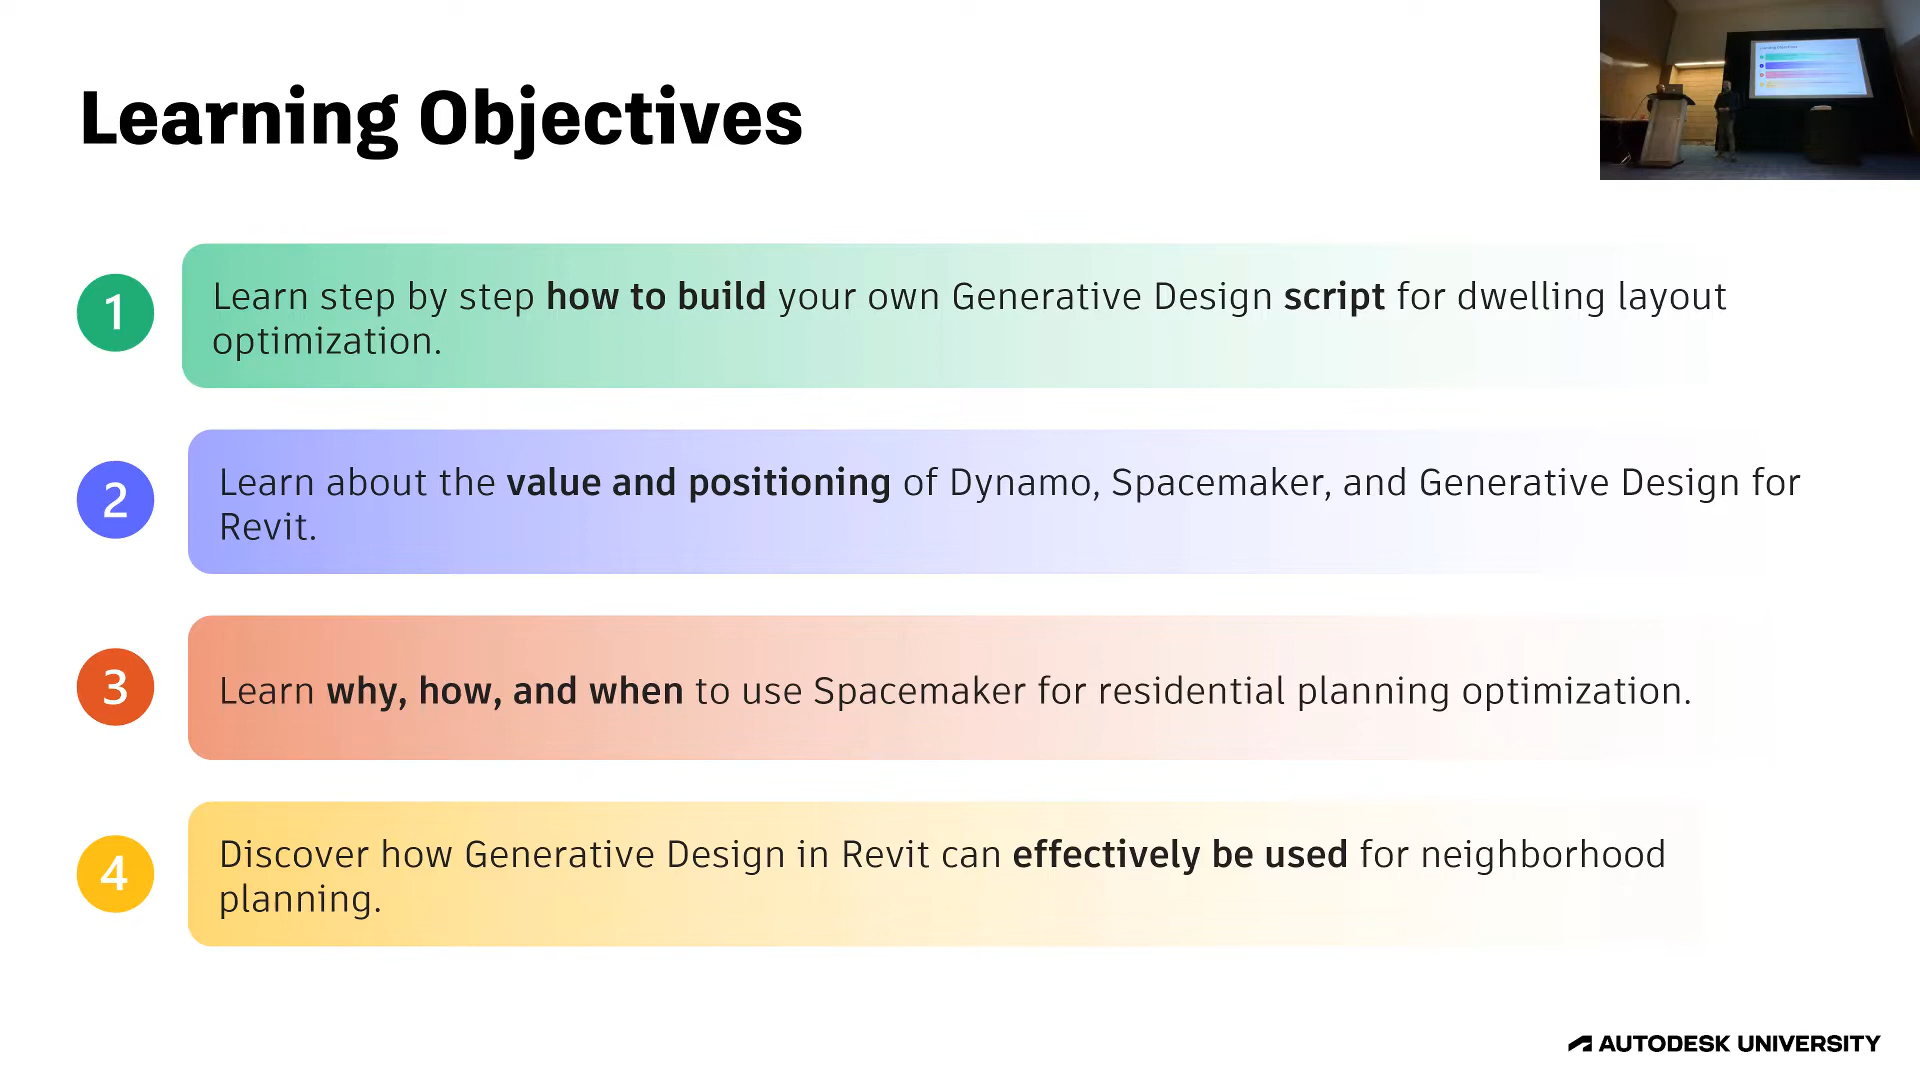 Learning Objectives
1
Learn step by step how to build your own Generative Design script for dwelling layout
optimization.
2
Learn about the value and positioning of Dynamo, Spacemaker, and Generative Design for
Revit.
3
Learn why, how, and when to use Spacemaker for residential planning optimization.
4
Discover how Generative Design in Revit can effectively be used for neighborhood
planning.
AUTODESK UNIVERSITY